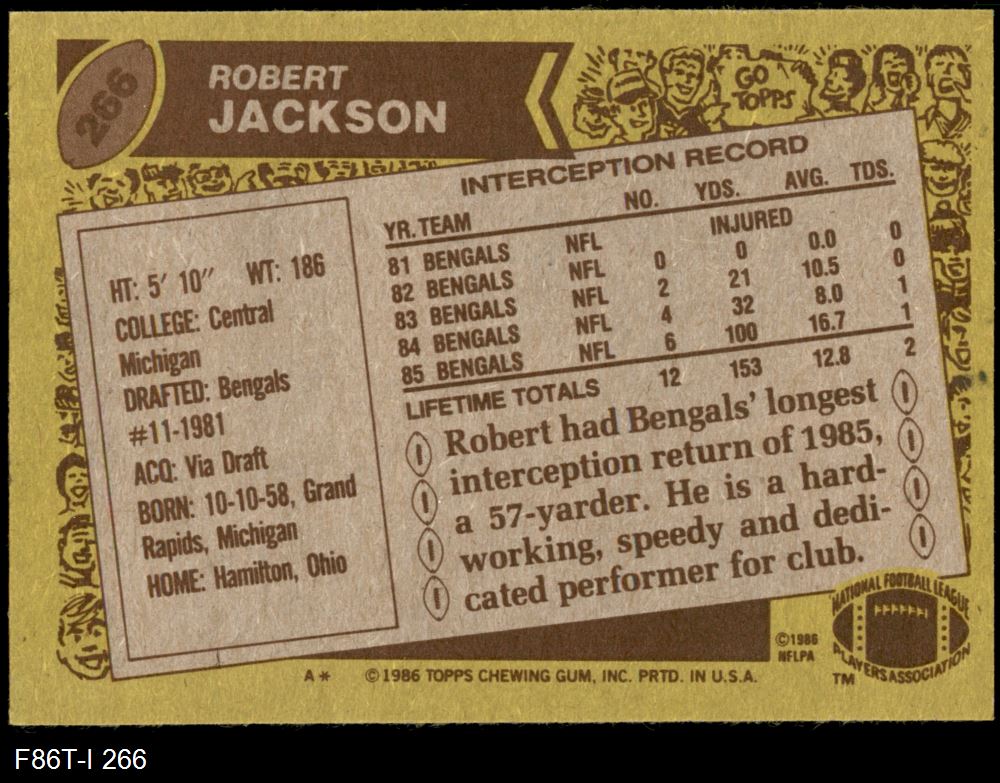 266
ROBERT
JACKSON
GO
TOPPS
HT: 5′ 10″ WT: 186
COLLEGE: Central
Michigan
DRAFTED: Bengals
#11-1981
ACQ: Via Draft
BORN: 10-10-58, Grand
Rapids, Michigan
HOME: Hamilton, Ohio
INTERCEPTION RECORD
YR. TEAM NO. YDS. AVG. TDS.
81 BENGALS NFL INJURED
82 BENGALS NFL 0 0 0.0 0
83 BENGALS NFL 2 21 10.5 0
84 BENGALS NFL 4 32 8.0 1
85 BENGALS NFL 6 100 16.7 1
LIFETIME TOTALS 12 153 12.8 2
Robert had Bengals' longest
interception return of 1985,
a 57-yarder. He is a hard-
working, speedy and dedi-
cated performer for club.
©1986
NFLPA
NATIONAL FOOTBALL LEAGUE
PLAYERS ASSOCIATION
TM
A* © 1986 TOPPS CHEWING GUM, INC. PRTD. IN U.S.A.
F86T-I 266